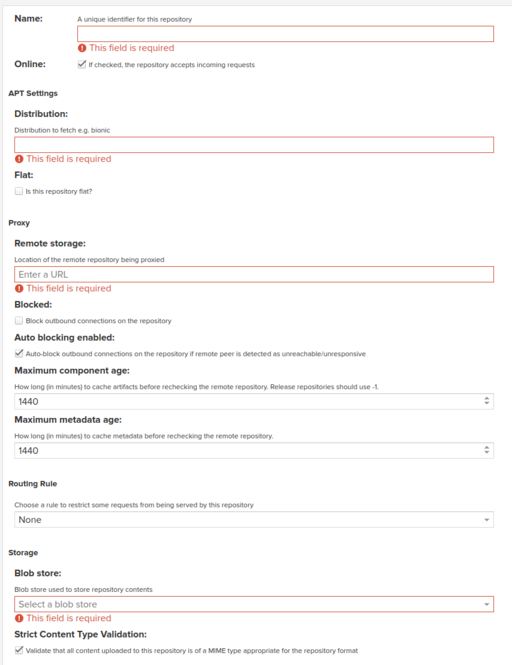 Name:
A unique identifier for this repository
This field is required
Online:
If checked, the repository accepts incoming requests
APT Settings
Distribution:
Distribution to fetch e.g. bionic
This field is required
Flat:
Is this repository flat?
Proxy
Remote storage:
Location of the remote repository being proxied
Enter a URL
This field is required
Blocked:
Block outbound connections on the repository
Auto blocking enabled:
Auto-block outbound connections on the repository if remote peer is detected as unreachable/unresponsive
Maximum component age:
How long (in minutes) to cache artifacts before rechecking the remote repository. Release repositories should use -1.
1440
Maximum metadata age:
How long (in minutes) to cache metadata before rechecking the remote repository.
1440
Routing Rule
Choose a rule to restrict some requests from being served by this repository
None
Storage
Blob store:
Blob store used to store repository contents
Select a blob store
This field is required
Strict Content Type Validation:
Validate that all content uploaded to this repository is of a MIME type appropriate for the repository format